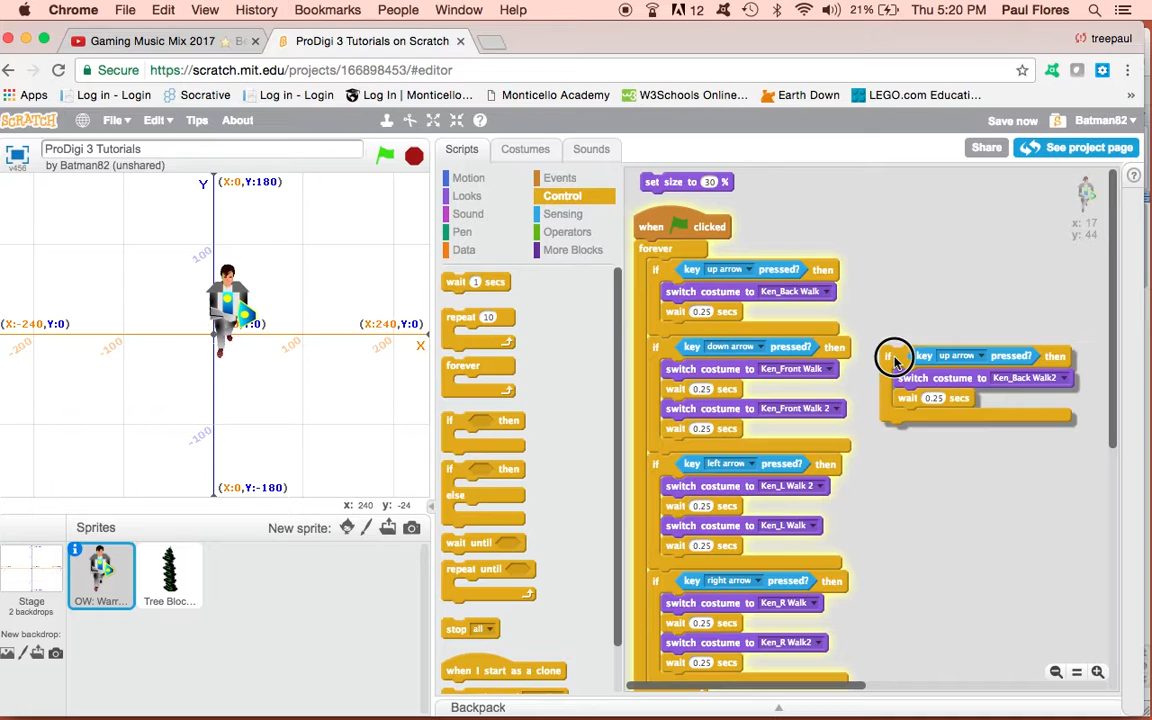 Chrome File Edit View History Bookmarks People Window Help 12 21% Thu 5:20 PM Paul Flores
Gaming Music Mix 2017 ProDigi 3 Tutorials on Scratch treepaul
Secure https://scratch.mit.edu/projects/166898453/#editor
Apps Log in - Login Socrative Log in - Login Log In | Monticello... Monticello Academy W3Schools Online... Earth Down LEGO.com Educati... »
SCRATCH File Edit Tips About Save now Batman82
v456 ProDigi 3 Tutorials Scripts Costumes Sounds Share See project page
by Batman82 (unshared)
Y (X:0,Y:180)
100
(X:-240,Y:0) (X:240,Y:0)
-200 -100 100 200 X
-100
(X:0,Y:-180)
x: 240 y: -24
Sprites New sprite:
Stage
2 backdrops
New backdrop:
OW: Warr... Tree Bloc...
Motion Events
Looks Control
Sound Sensing
Pen Operators
Data More Blocks
wait 1 secs
repeat 10
forever
if then
if then
else
wait until
repeat until
stop all
when I start as a clone
set size to 30 %
when clicked
forever
if key up arrow pressed? then
switch costume to Ken_Back Walk
wait 0.25 secs
if key down arrow pressed? then
switch costume to Ken_Front Walk
wait 0.25 secs
switch costume to Ken_Front Walk 2
wait 0.25 secs
if key left arrow pressed? then
switch costume to Ken_L Walk 2
wait 0.25 secs
switch costume to Ken_L Walk
wait 0.25 secs
if key right arrow pressed? then
switch costume to Ken_R Walk
wait 0.25 secs
switch costume to Ken_R Walk2
wait 0.25 secs
if key up arrow pressed? then
switch costume to Ken_Back Walk2
wait 0.25 secs
x: 17
y: 44
Backpack